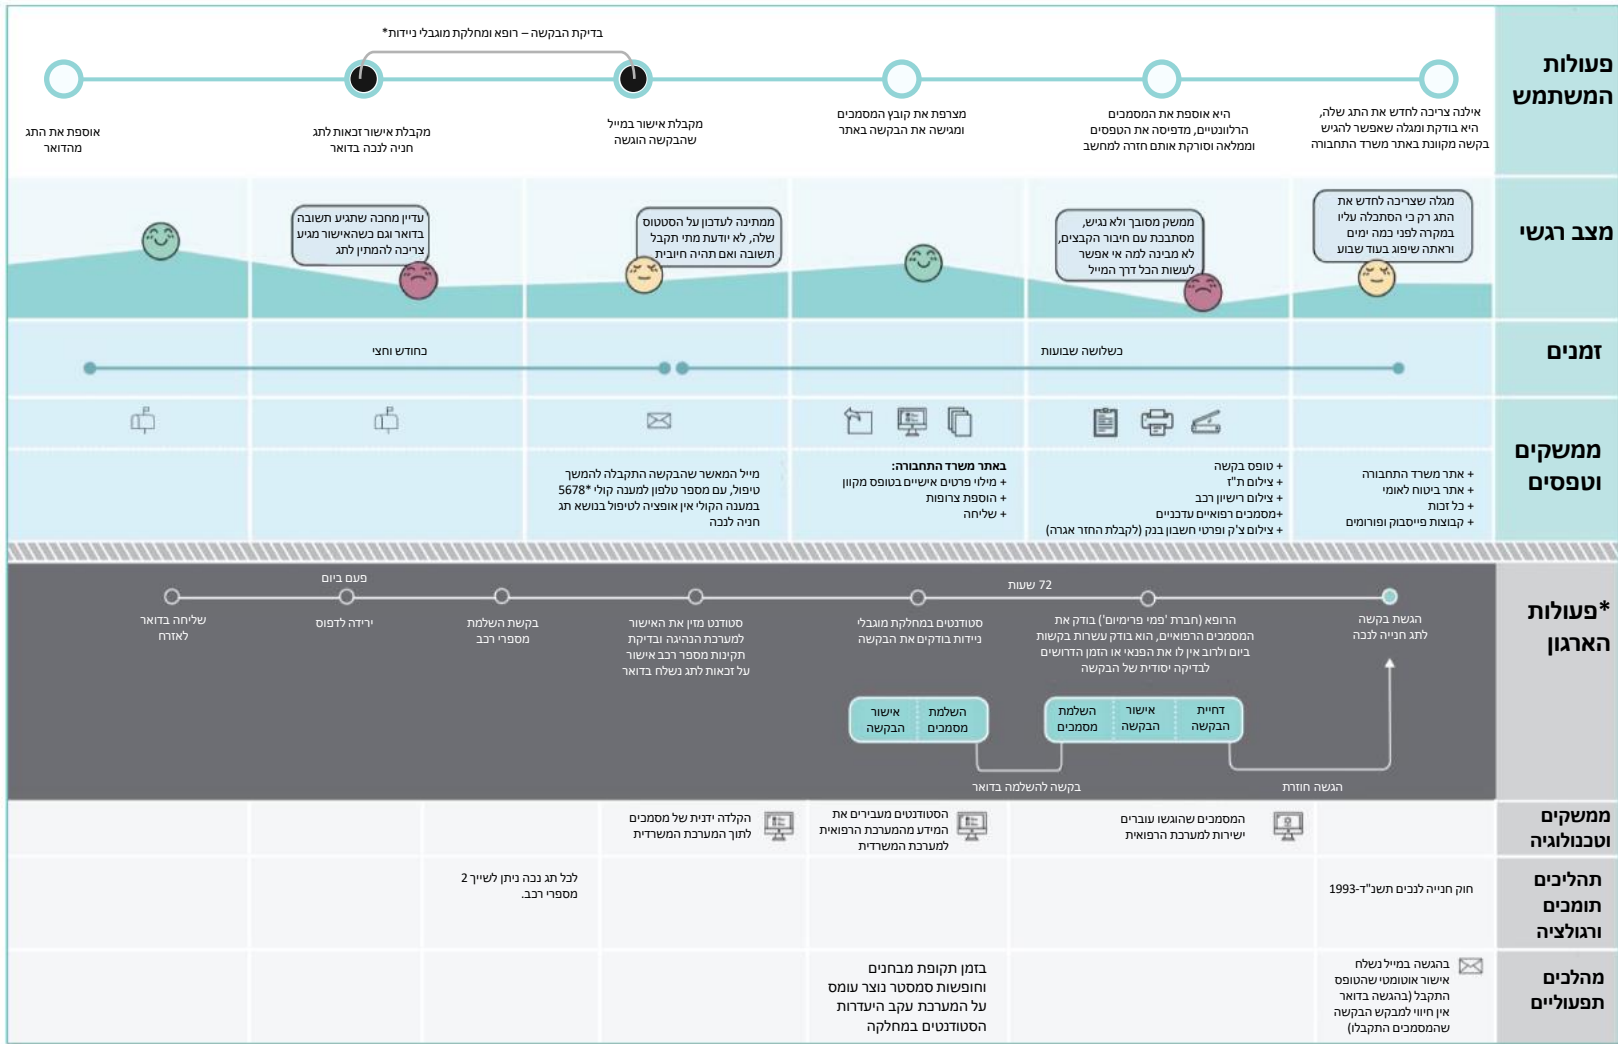 פעולות
המשתמש
בדיקת הבקשה – רופא ומחלקת מוגבלי ניידות*
אילנה צריכה לחדש את התג שלה,
היא בודקת ומגלה שאפשר להגיש
בקשה מקוונת באתר משרד התחבורה
היא אוספת את המסמכים
הרלוונטיים, מדפיסה את הטפסים
וממלאה וסורקת אותם חזרה למחשב
מצרפת את קובץ המסמכים
ומגישה את הבקשה באתר
מקבלת אישור במייל
שהבקשה הוגשה
מקבלת אישור זכאות לתג
חניה לנכה בדואר
אוספת את התג
מהדואר
מצב רגשי
מגלה שצריכה לחדש את
התג רק כי הסתכלה עליו
במקרה לפני כמה ימים
וראתה שיפוג בעוד שבוע
ממשק מסובך ולא נגיש,
מסתבכת עם חיבור הקבצים,
לא מבינה למה אי אפשר
לעשות הכל דרך המייל
ממתינה לעדכון על הסטטוס
שלה, לא יודעת מתי תקבל
תשובה ואם תהיה חיובית
עדיין מחכה שתגיע תשובה
בדואר וגם כשהאישור מגיע
צריכה להמתין לתג
זמנים
כשלושה שבועות
כחודש וחצי
ממשקים
וטפסים
+ אתר משרד התחבורה
+ אתר ביטוח לאומי
+ כל זכות
+ קבוצות פייסבוק ופורומים
+ טופס בקשה
+ צילום ת"ז
+ צילום רישיון רכב
+מסמכים רפואיים עדכניים
+ צילום צ'ק ופרטי חשבון בנק (לקבלת החזר אגרה)
באתר משרד התחבורה:
+ מילוי פרטים אישיים בטופס מקוון
+ הוספת צרופות
+ שליחה
מייל המאשר שהבקשה התקבלה להמשך
טיפול, עם מספר טלפון למענה קולי *5678
במענה הקולי אין אופציה לטיפול בנושא תג
חניה לנכה
*פעולות
הארגון
הגשת בקשה
לתג חנייה לנכה
72 שעות
הרופא (חברת 'פמי פרימיום') בודק את
המסמכים הרפואיים, הוא בודק עשרות בקשות
ביום ולרוב אין לו את הפנאי או הזמן הדרושים
לבדיקה יסודית של הבקשה
סטודנטים במחלקת מוגבלי
ניידות בודקים את הבקשה
סטודנט מזין את האישור
למערכת הנהיגה ובדיקת
תקינות מספר רכב אישור
על זכאות לתג נשלח בדואר
בקשת השלמת
מספרי רכב
פעם ביום
ירידה לדפוס
שליחה בדואר
לאזרח
דחיית
הבקשה
אישור
הבקשה
השלמת
מסמכים
השלמת
מסמכים
אישור
הבקשה
הגשה חוזרת
בקשה להשלמה בדואר
ממשקים
וטכנולוגיה
המסמכים שהוגשו עוברים
ישירות למערכת הרפואית
הסטודנטים מעבירים את
המידע מהמערכת הרפואית
למערכת המשרדית
הקלדה ידנית של מסמכים
לתוך המערכת המשרדית
תהליכים
תומכים
ורגולציה
חוק חנייה לנכים תשנ"ד-1993
לכל תג נכה ניתן לשייך 2
מספרי רכב.
מהלכים
תפעוליים
בהגשה במייל נשלח
אישור אוטומטי שהטופס
התקבל (בהגשה בדואר
אין חיווי למבקש הבקשה
שהמסמכים התקבלו)
בזמן תקופת מבחנים
וחופשות סמסטר נוצר עומס
על המערכת עקב היעדרות
הסטודנטים במחלקה